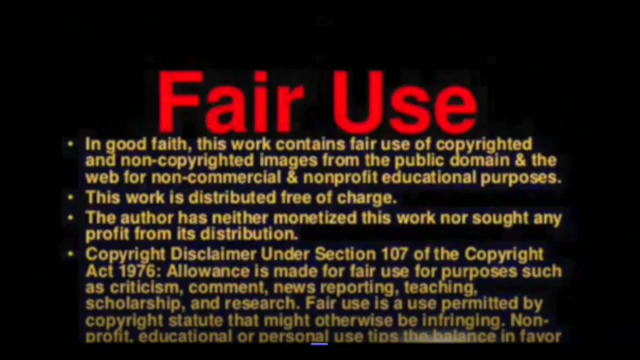 Fair Use
• In good faith, this work contains fair use of copyrighted
and non-copyrighted images from the public domain & the
web for non-commercial & nonprofit educational purposes.
• This work is distributed free of charge.
• The author has neither monetized this work nor sought any
profit from its distribution.
• Copyright Disclaimer Under Section 107 of the Copyright
Act 1976: Allowance is made for fair use for purposes such
as criticism, comment, news reporting, teaching,
scholarship, and research. Fair use is a use permitted by
copyright statute that might otherwise be infringing. Non-
profit, educational or personal use tips the balance in favor